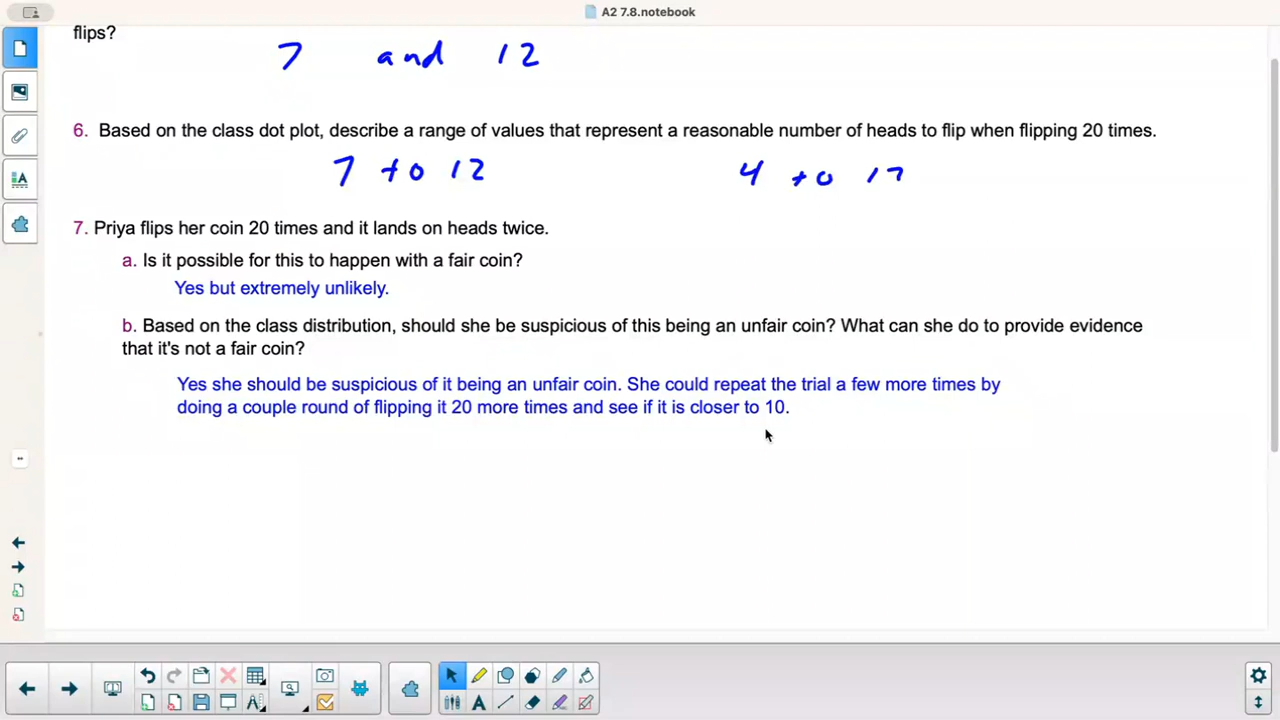 A2 7.8.notebook
flips?
7 and 12
6. Based on the class dot plot, describe a range of values that represent a reasonable number of heads to flip when flipping 20 times.
7 to 12 4 to 17
7. Priya flips her coin 20 times and it lands on heads twice.
a. Is it possible for this to happen with a fair coin?
Yes but extremely unlikely.
b. Based on the class distribution, should she be suspicious of this being an unfair coin? What can she do to provide evidence
that it's not a fair coin?
Yes she should be suspicious of it being an unfair coin. She could repeat the trial a few more times by
doing a couple round of flipping it 20 more times and see if it is closer to 10.